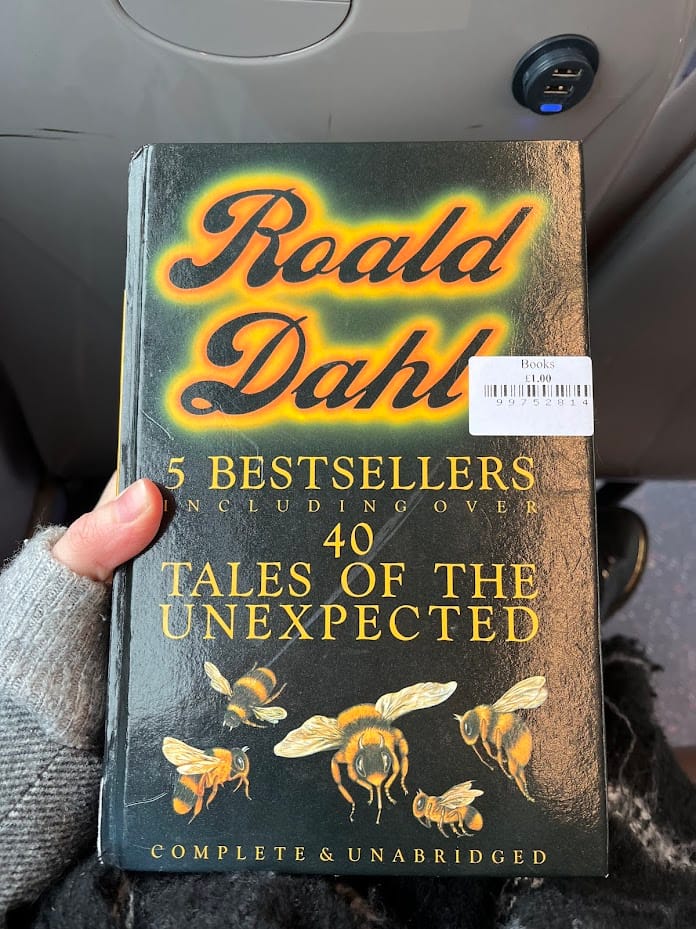 Roald
Dahl
Books
£1.00
99752814
5 BESTSELLERS
INCLUDING OVER
40
TALES OF THE
UNEXPECTED
COMPLETE & UNABRIDGED